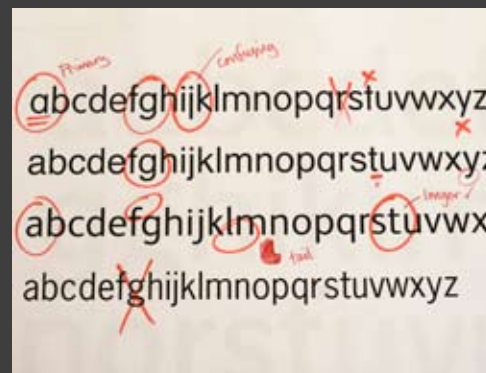 Primary
confusing
abcdefghijklmnopqrstuvwxyz
abcdefghijklmnopqrstuvwxyz
longer
abcdefghijklmnopqrstuvwx
tail
abcdefghijklmnopqrstuvwxyz